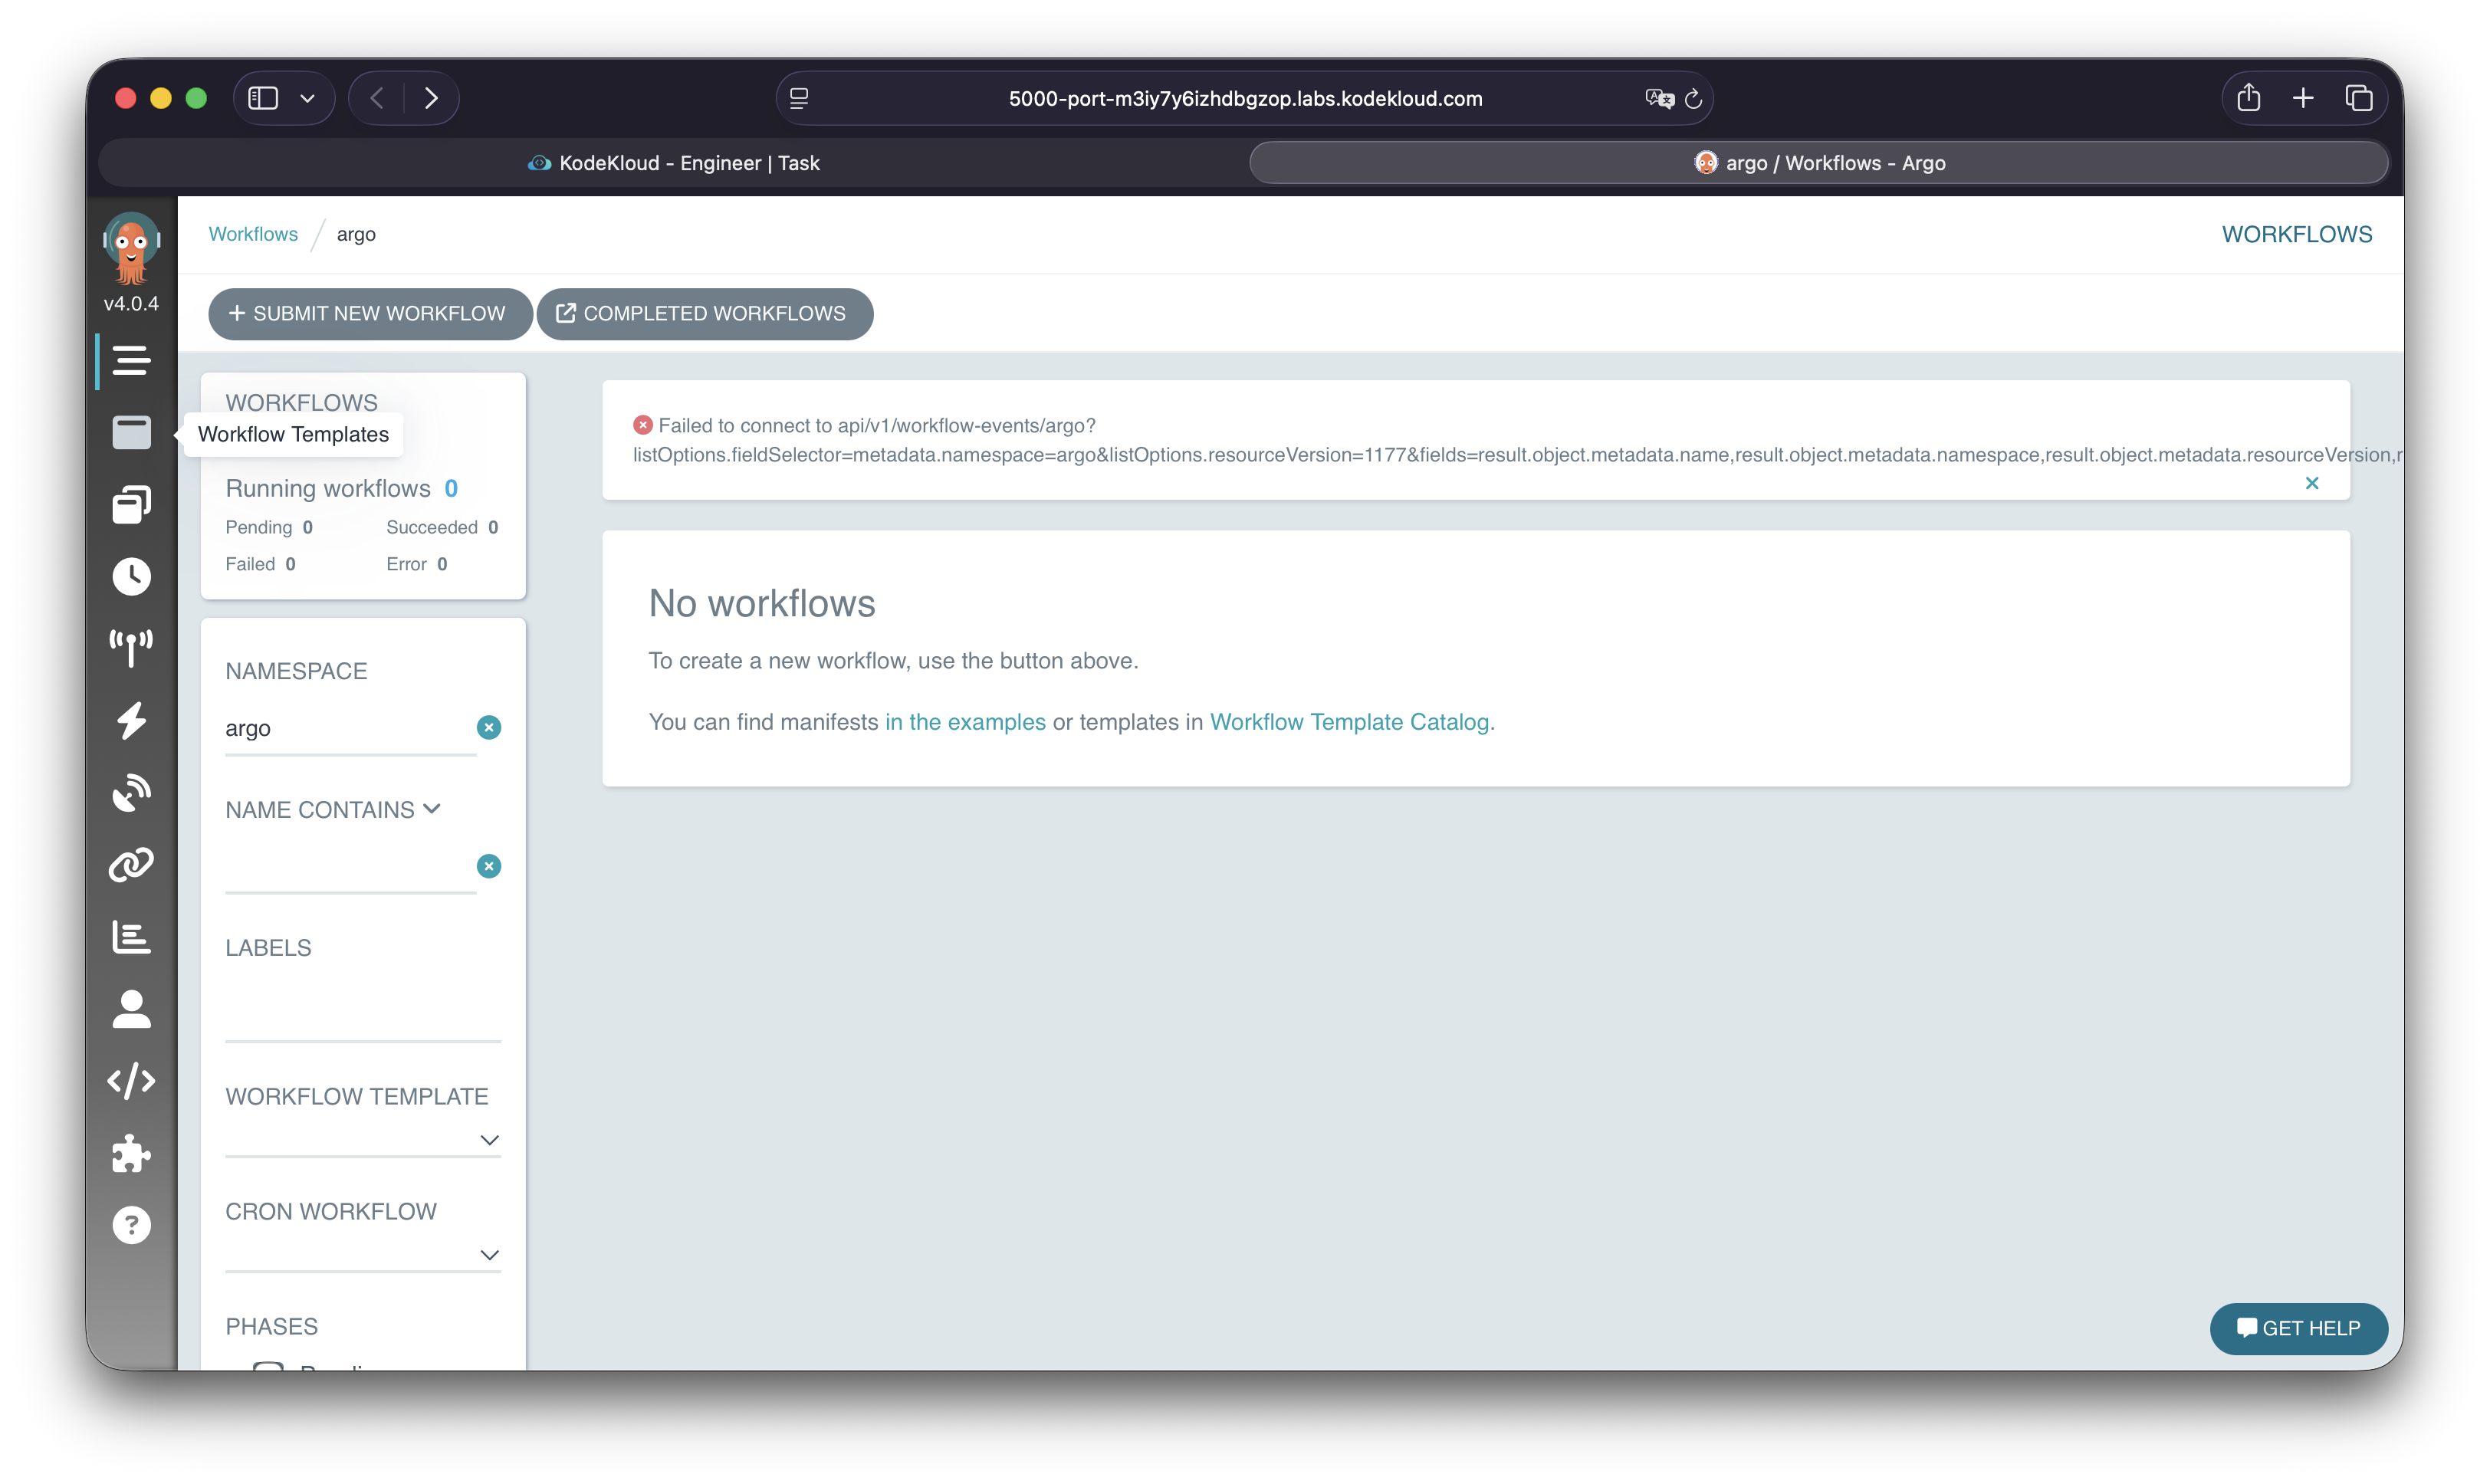 5000-port-m3iy7y6izhdbgzop.labs.kodekloud.com
KodeKloud - Engineer | Task
argo / Workflows - Argo
v4.0.4
Workflows
argo
WORKFLOWS
SUBMIT NEW WORKFLOW
COMPLETED WORKFLOWS
WORKFLOWS
Workflow Templates
Running workflows 0
Pending 0 Succeeded 0
Failed 0 Error 0
Failed to connect to api/v1/workflow-events/argo?
listOptions.fieldSelector=metadata.namespace=argo&listOptions.resourceVersion=1177&fields=result.object.metadata.name,result.object.metadata.namespace,result.object.metadata.resourceVersion,r
No workflows
To create a new workflow, use the button above.
You can find manifests in the examples or templates in Workflow Template Catalog.
NAMESPACE
argo
NAME CONTAINS
LABELS
WORKFLOW TEMPLATE
CRON WORKFLOW
PHASES
GET HELP